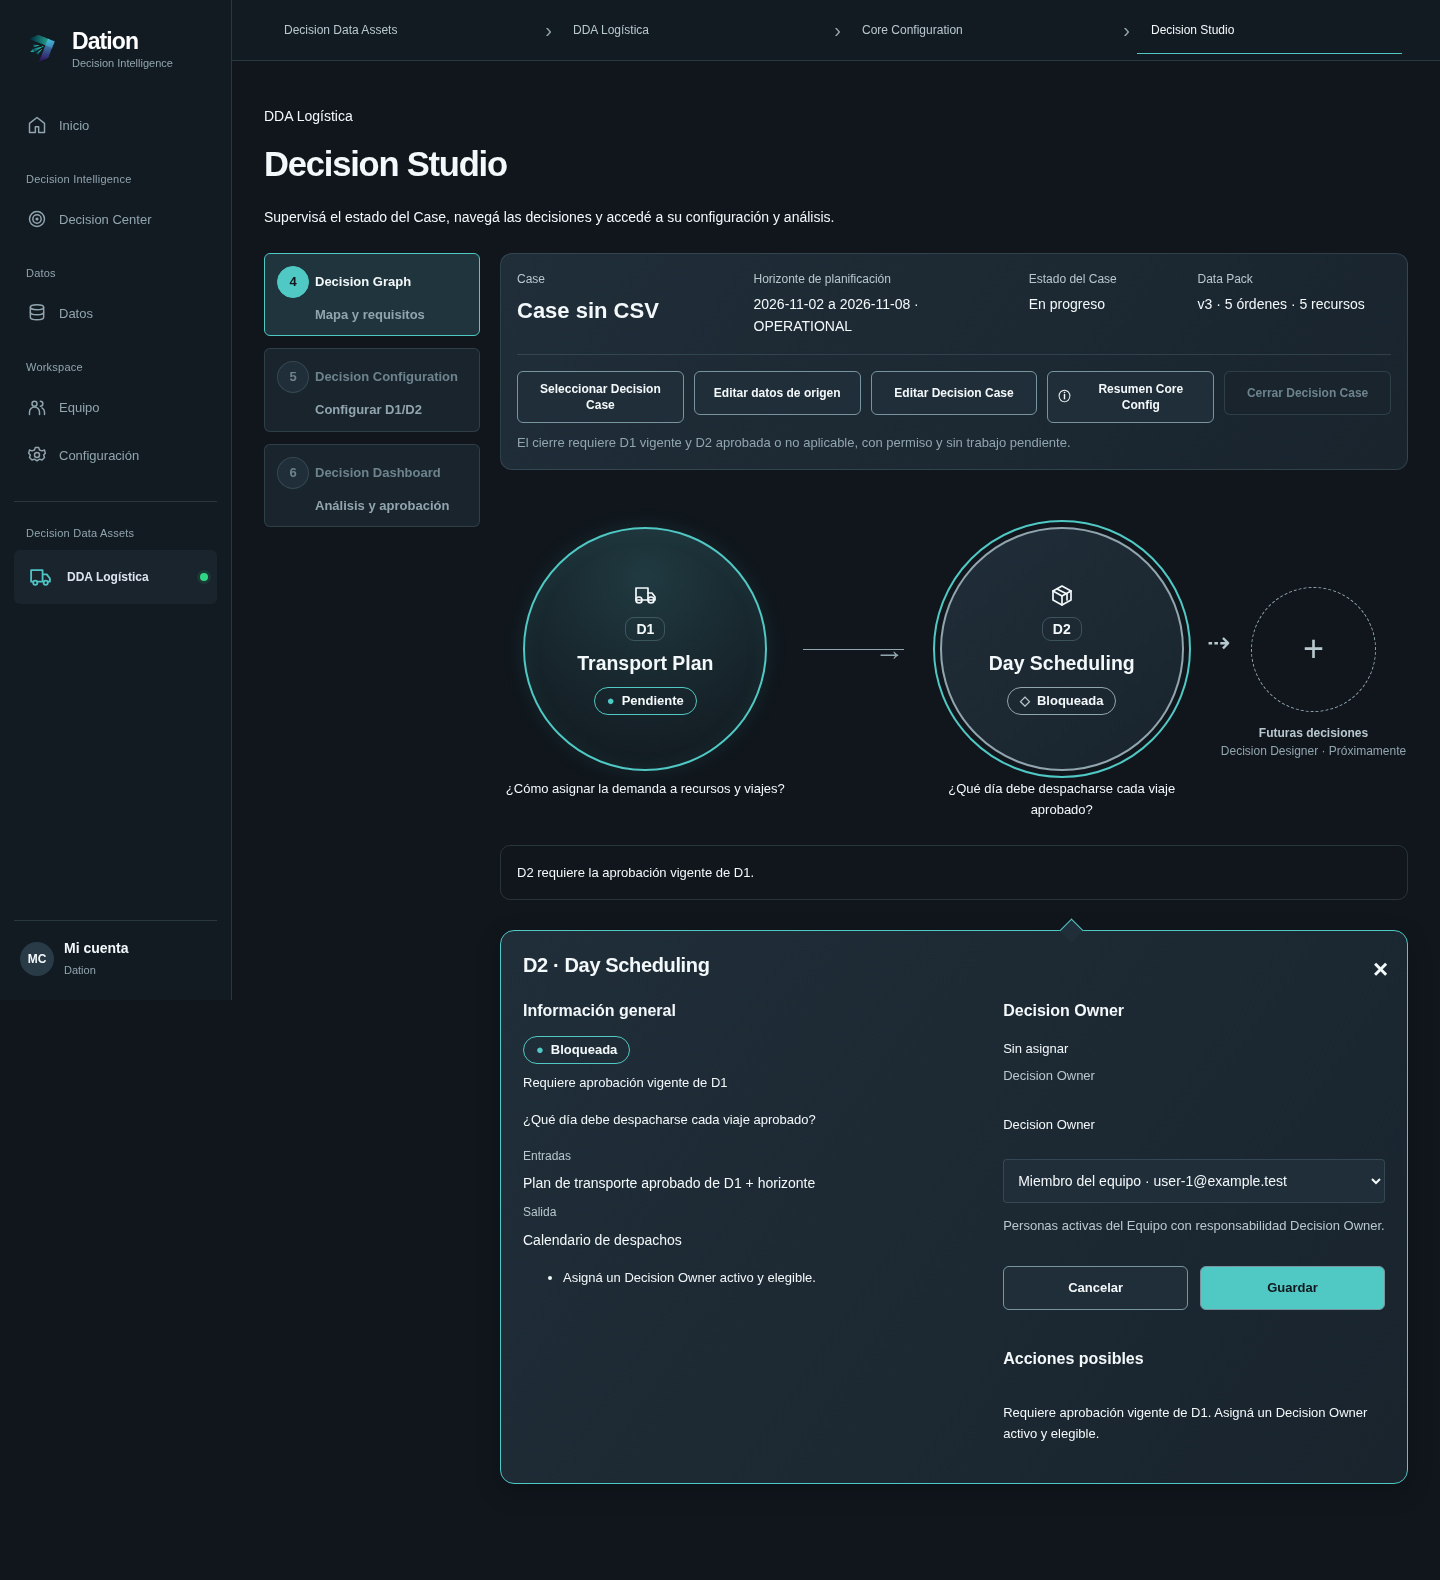 Dation
Decision Intelligence
Inicio
Decision Intelligence
Decision Center
Datos
Datos
Workspace
Equipo
Configuración
Decision Data Assets
DDA Logística
MC
Mi cuenta
Dation
Decision Data Assets
›
DDA Logística
›
Core Configuration
›
Decision Studio
DDA Logística
Decision Studio
Supervisá el estado del Case, navegá las decisiones y accedé a su configuración y análisis.
4
Decision Graph
Mapa y requisitos
5
Decision Configuration
Configurar D1/D2
6
Decision Dashboard
Análisis y aprobación
Case
Case sin CSV
Horizonte de planificación
2026-11-02 a 2026-11-08 ·
OPERATIONAL
Estado del Case
En progreso
Data Pack
v3 · 5 órdenes · 5 recursos
Seleccionar Decision
Case
Editar datos de origen
Editar Decision Case
ⓘ
Resumen Core
Config
Cerrar Decision Case
El cierre requiere D1 vigente y D2 aprobada o no aplicable, con permiso y sin trabajo pendiente.
D1
Transport Plan
● Pendiente
¿Cómo asignar la demanda a recursos y viajes?
→
D2
Day Scheduling
◇ Bloqueada
¿Qué día debe despacharse cada viaje
aprobado?
⇢
+
Futuras decisiones
Decision Designer · Próximamente
D2 requiere la aprobación vigente de D1.
D2 · Day Scheduling
×
Información general
● Bloqueada
Requiere aprobación vigente de D1
¿Qué día debe despacharse cada viaje aprobado?
Entradas
Plan de transporte aprobado de D1 + horizonte
Salida
Calendario de despachos
• Asigná un Decision Owner activo y elegible.
Decision Owner
Sin asignar
Decision Owner
Decision Owner
Miembro del equipo · user-1@example.test
Personas activas del Equipo con responsabilidad Decision Owner.
Cancelar
Guardar
Acciones posibles
Requiere aprobación vigente de D1. Asigná un Decision Owner
activo y elegible.